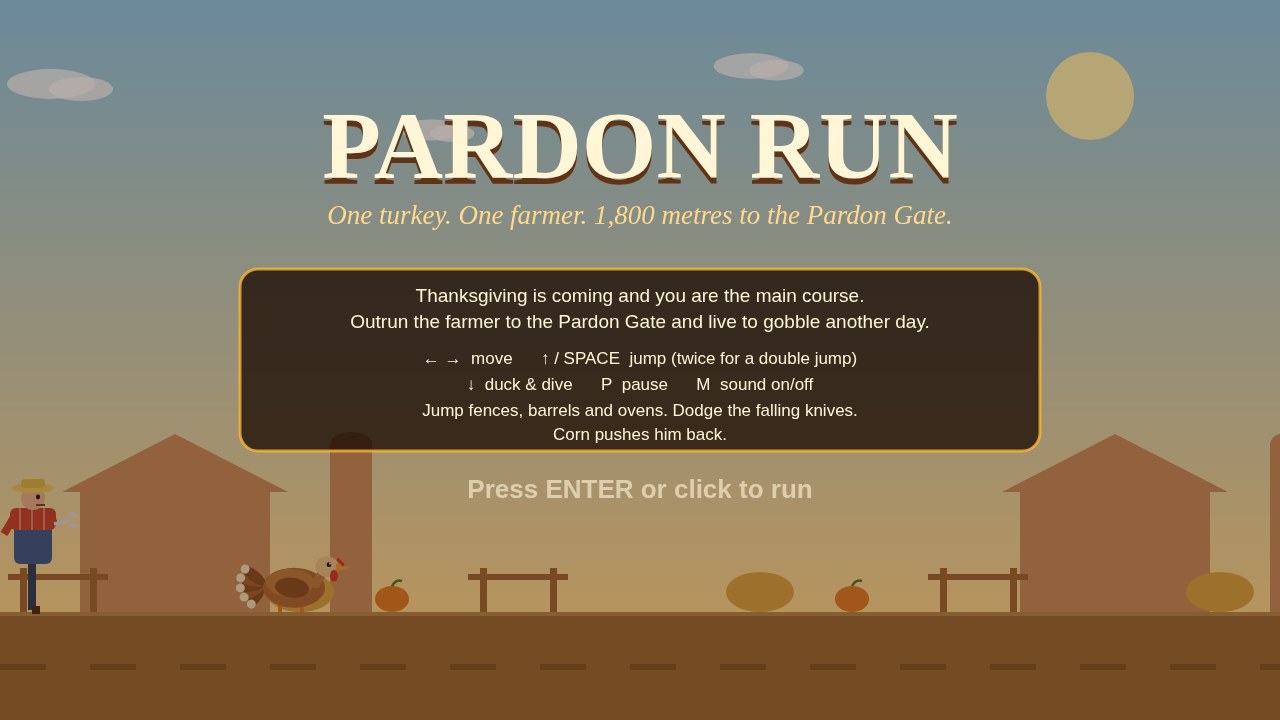 PARDON RUN
One turkey. One farmer. 1,800 metres to the Pardon Gate.
Thanksgiving is coming and you are the main course.
Outrun the farmer to the Pardon Gate and live to gobble another day.
← → move ↑ / SPACE jump (twice for a double jump)
↓ duck & dive P pause M sound on/off
Jump fences, barrels and ovens. Dodge the falling knives.
Corn pushes him back.
Press ENTER or click to run